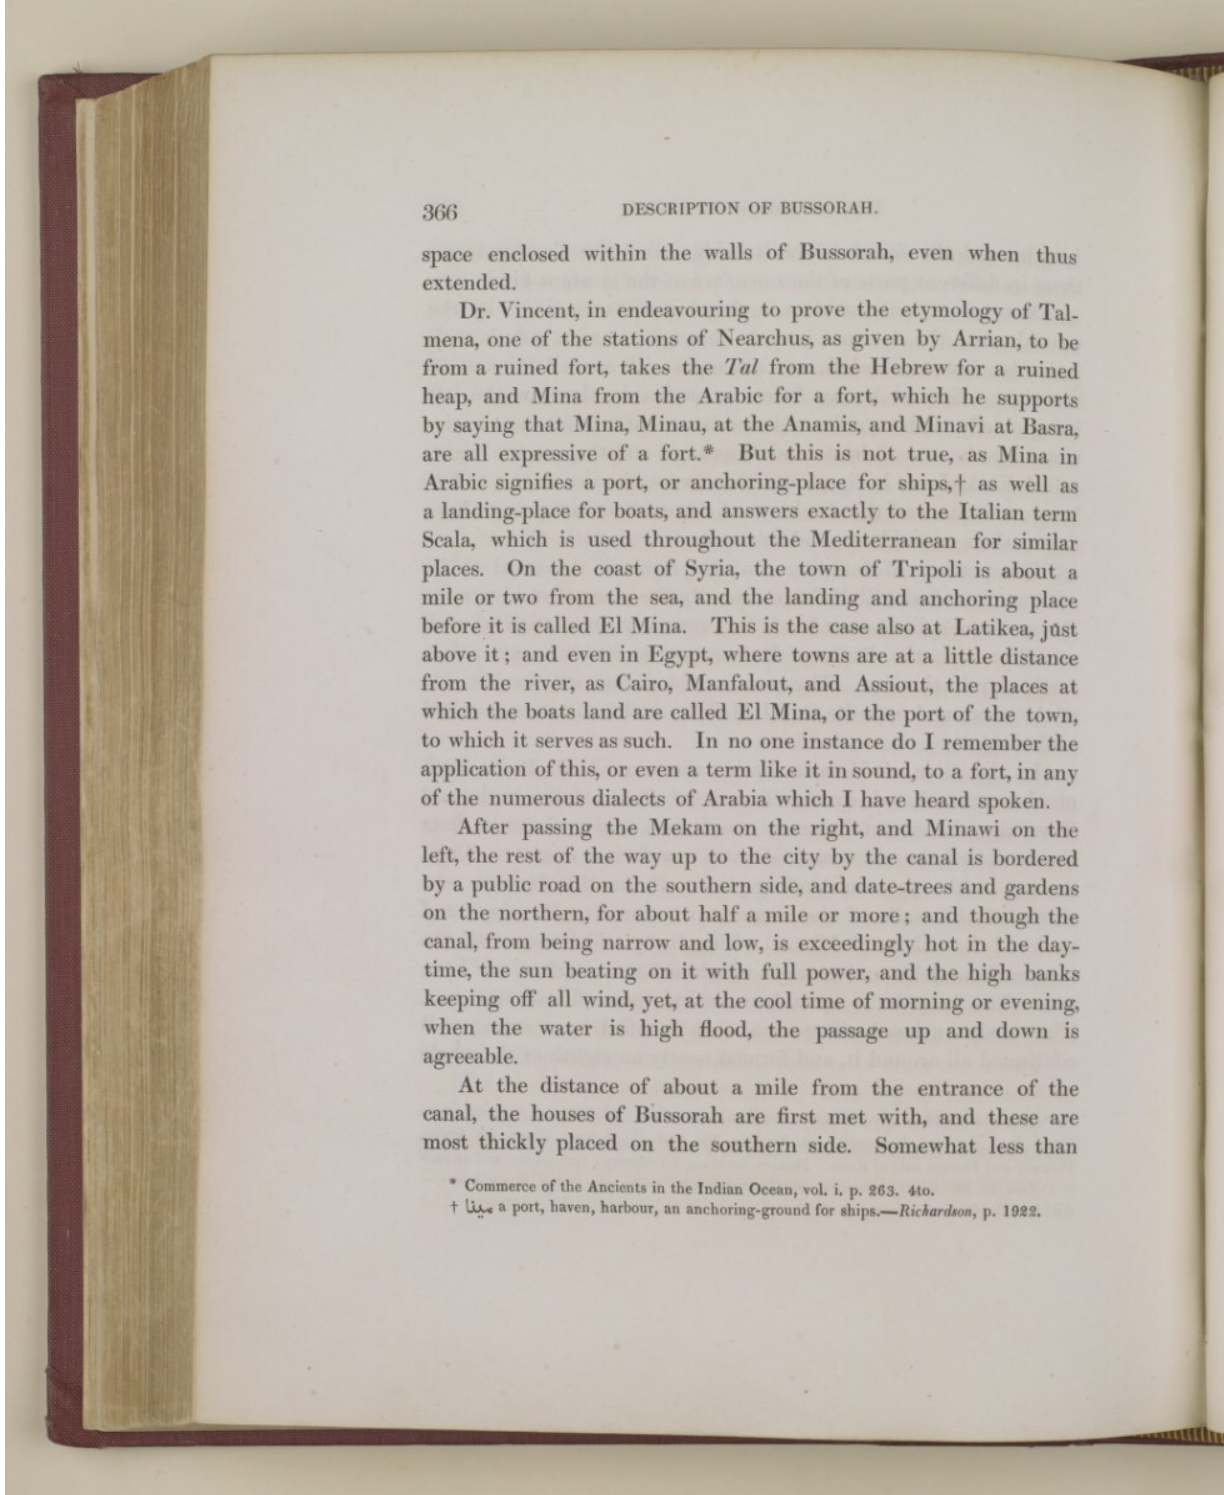 366 DESCRIPTION OF BUSSORAH.
space enclosed within the walls of Bussorah, even when thus
extended.
Dr. Vincent, in endeavouring to prove the etymology of Tal-
mena, one of the stations of Nearchus, as given by Arrian, to be
from a ruined fort, takes the Tal from the Hebrew for a ruined
heap, and Mina from the Arabic for a fort, which he supports
by saying that Mina, Minau, at the Anamis, and Minavi at Basra,
are all expressive of a fort.* But this is not true, as Mina in
Arabic signifies a port, or anchoring-place for ships,† as well as
a landing-place for boats, and answers exactly to the Italian term
Scala, which is used throughout the Mediterranean for similar
places. On the coast of Syria, the town of Tripoli is about a
mile or two from the sea, and the landing and anchoring place
before it is called El Mina. This is the case also at Latikea, just
above it; and even in Egypt, where towns are at a little distance
from the river, as Cairo, Manfalout, and Assiout, the places at
which the boats land are called El Mina, or the port of the town,
to which it serves as such. In no one instance do I remember the
application of this, or even a term like it in sound, to a fort, in any
of the numerous dialects of Arabia which I have heard spoken.
After passing the Mekam on the right, and Minawi on the
left, the rest of the way up to the city by the canal is bordered
by a public road on the southern side, and date-trees and gardens
on the northern, for about half a mile or more; and though the
canal, from being narrow and low, is exceedingly hot in the day-
time, the sun beating on it with full power, and the high banks
keeping off all wind, yet, at the cool time of morning or evening,
when the water is high flood, the passage up and down is
agreeable.
At the distance of about a mile from the entrance of the
canal, the houses of Bussorah are first met with, and these are
most thickly placed on the southern side. Somewhat less than
* Commerce of the Ancients in the Indian Ocean, vol. i. p. 263. 4to.
† مينا a port, haven, harbour, an anchoring-ground for ships.—Richardson, p. 1922.